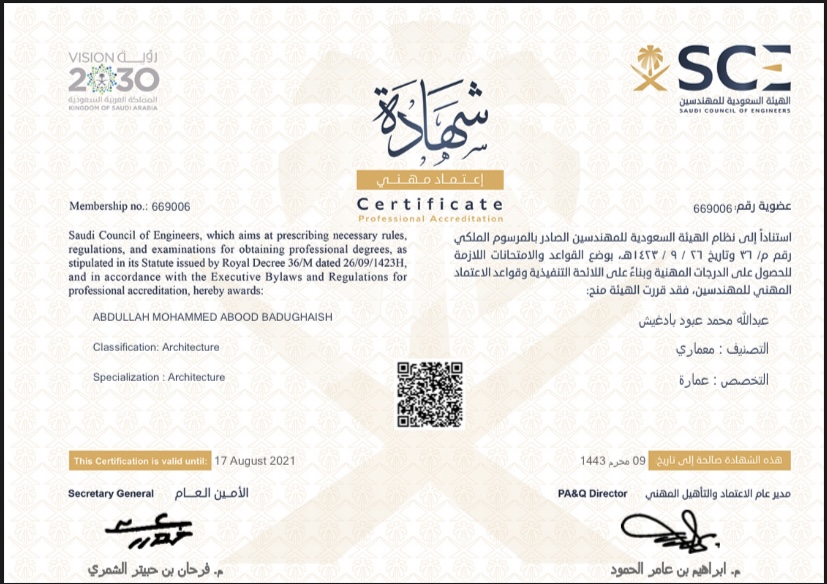 VISION رؤيـــة
2030
المملكة العربية السعودية
KINGDOM OF SAUDI ARABIA
SCE
الهيئة السعودية للمهندسين
SAUDI COUNCIL OF ENGINEERS
شهادة
إعـتـمـاد مـهـنـي
Certificate
Professional Accreditation
Membership no.: 669006
عضوية رقم: 669006
Saudi Council of Engineers, which aims at prescribing necessary rules,
regulations, and examinations for obtaining professional degrees, as
stipulated in its Statute issued by Royal Decree 36/M dated 26/09/1423H,
and in accordance with the Executive Bylaws and Regulations for
professional accreditation, hereby awards:
استناداً إلى نظام الهيئة السعودية للمهندسين الصادر بالمرسوم الملكي
رقم م/ ٣٦ وتاريخ ٢٦ / ٩ / ١٤٢٣هـ، بوضع القواعد والامتحانات اللازمة
للحصول على الدرجات المهنية وبناءً على اللائحة التنفيذية وقواعد الاعتماد
المهني للمهندسين، فقد قررت الهيئة منح:
ABDULLAH MOHAMMED ABOOD BADUGHAISH
Classification: Architecture
Specialization : Architecture
عبدالله محمد عبود بادغيش
التصنيف : معماري
التخصص : عمارة
This Certification is valid until: 17 August 2021
هذه الشهادة صالحة إلى تاريخ 09 محرم 1443
Secretary General الأمـين العـــام
PA&Q Director مدير عام الاعتماد والتأهيل المهني
م. فرحان بن حبيتر الشمري
م. ابراهيم بن عامر الحمود